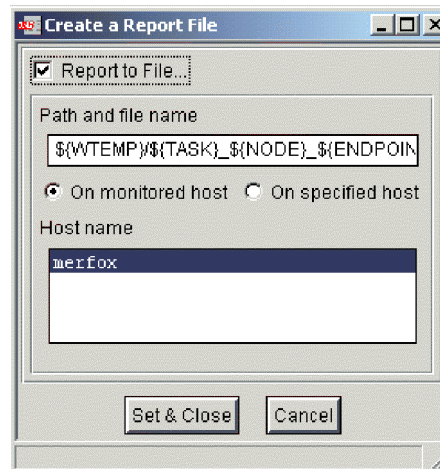 Create a Report File
Report to File...
Path and file name
${WTEMP}/${TASK}_${NODE}_${ENDPOIN
On monitored host On specified host
Host name
merfox
Set & Close Cancel